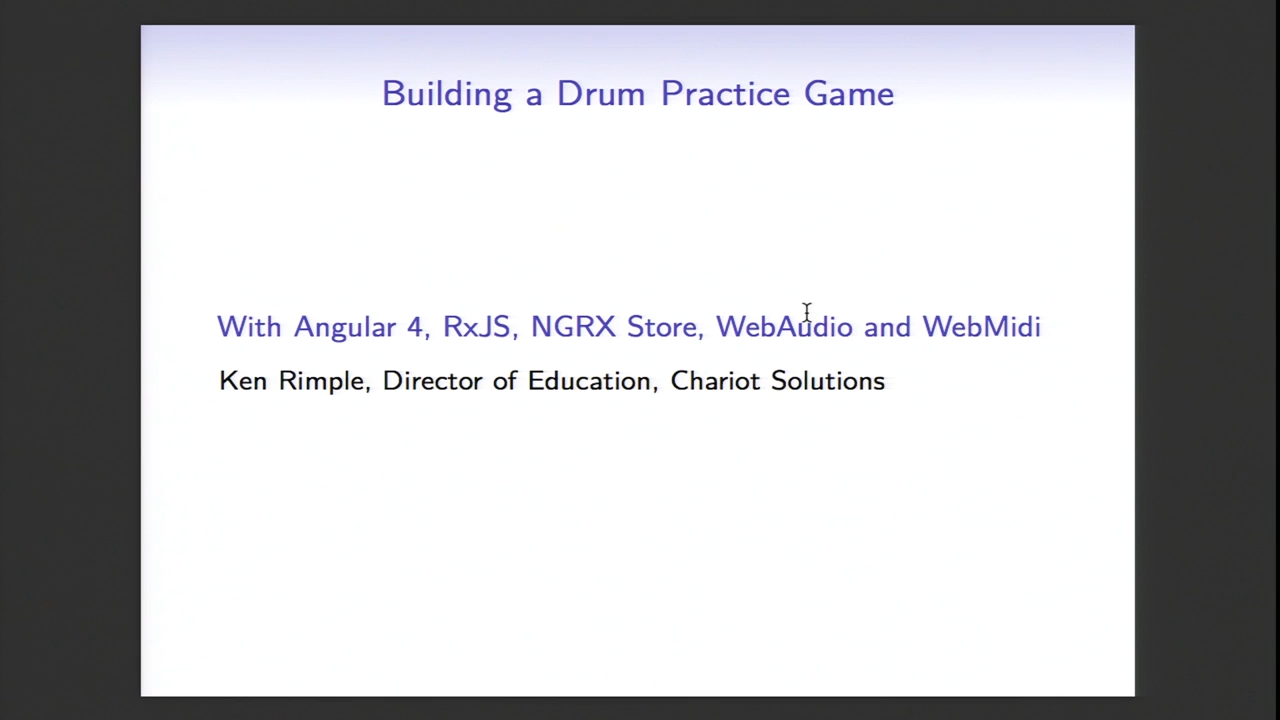 Building a Drum Practice Game
With Angular 4, RxJS, NGRX Store, WebAudio and WebMidi
Ken Rimple, Director of Education, Chariot Solutions